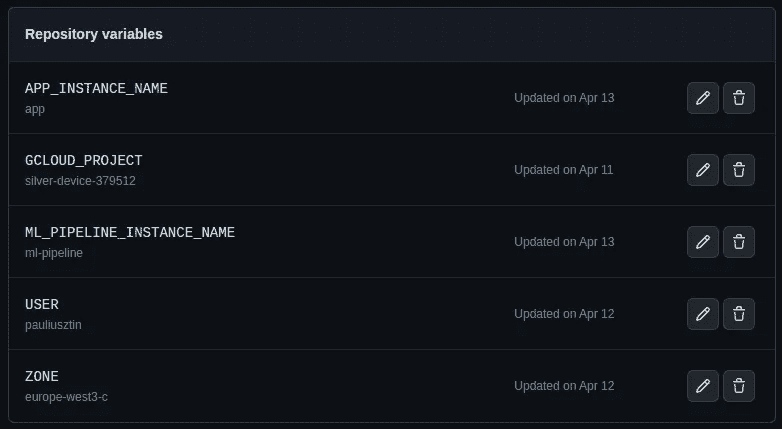 Repository variables
APP_INSTANCE_NAME
app
Updated on Apr 13
GCLOUD_PROJECT
silver-device-379512
Updated on Apr 11
ML_PIPELINE_INSTANCE_NAME
ml-pipeline
Updated on Apr 13
USER
pauliusztin
Updated on Apr 12
ZONE
europe-west3-c
Updated on Apr 12